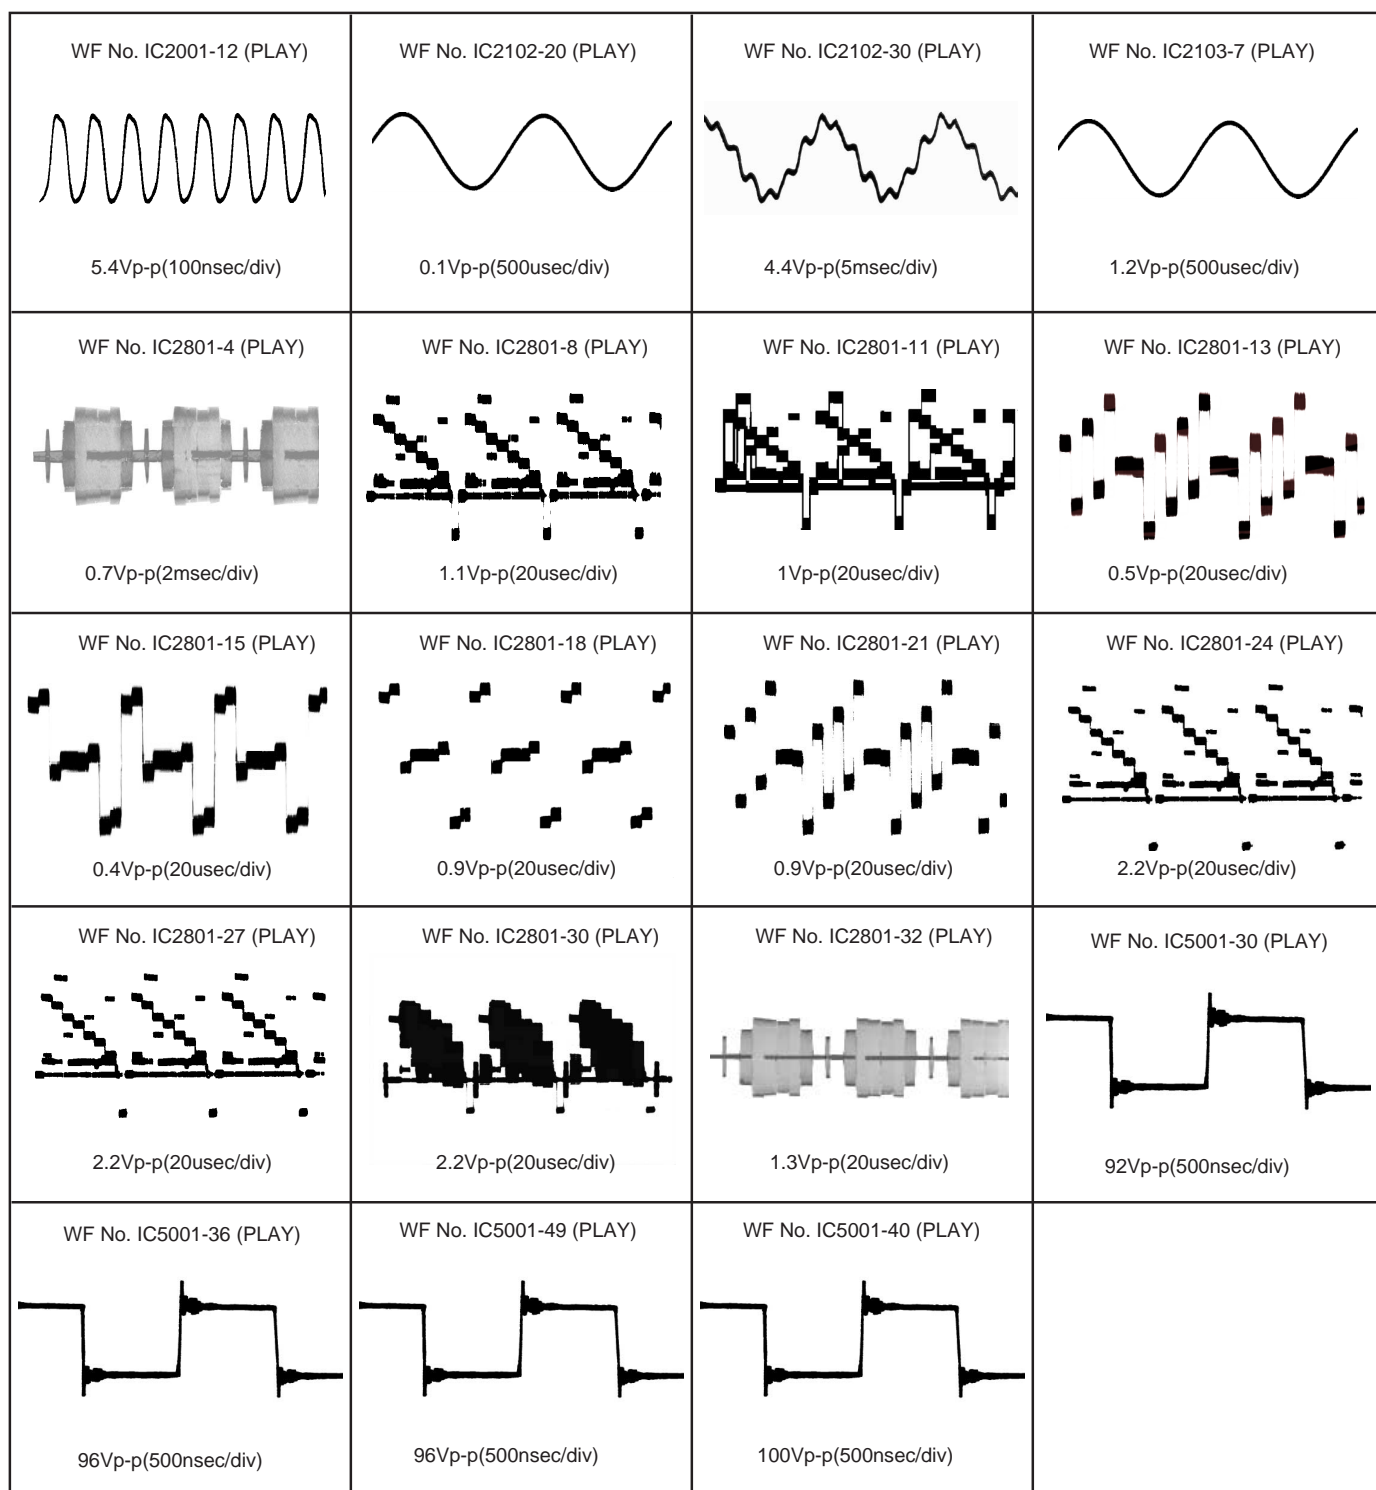 WF No. IC2001-12 (PLAY)
5.4Vp-p(100nsec/div)
WF No. IC2102-20 (PLAY)
0.1Vp-p(500usec/div)
WF No. IC2102-30 (PLAY)
4.4Vp-p(5msec/div)
WF No. IC2103-7 (PLAY)
1.2Vp-p(500usec/div)
WF No. IC2801-4 (PLAY)
0.7Vp-p(2msec/div)
WF No. IC2801-8 (PLAY)
1.1Vp-p(20usec/div)
WF No. IC2801-11 (PLAY)
1Vp-p(20usec/div)
WF No. IC2801-13 (PLAY)
0.5Vp-p(20usec/div)
WF No. IC2801-15 (PLAY)
0.4Vp-p(20usec/div)
WF No. IC2801-18 (PLAY)
0.9Vp-p(20usec/div)
WF No. IC2801-21 (PLAY)
0.9Vp-p(20usec/div)
WF No. IC2801-24 (PLAY)
2.2Vp-p(20usec/div)
WF No. IC2801-27 (PLAY)
2.2Vp-p(20usec/div)
WF No. IC2801-30 (PLAY)
2.2Vp-p(20usec/div)
WF No. IC2801-32 (PLAY)
1.3Vp-p(20usec/div)
WF No. IC5001-30 (PLAY)
92Vp-p(500nsec/div)
WF No. IC5001-36 (PLAY)
96Vp-p(500nsec/div)
WF No. IC5001-49 (PLAY)
96Vp-p(500nsec/div)
WF No. IC5001-40 (PLAY)
100Vp-p(500nsec/div)